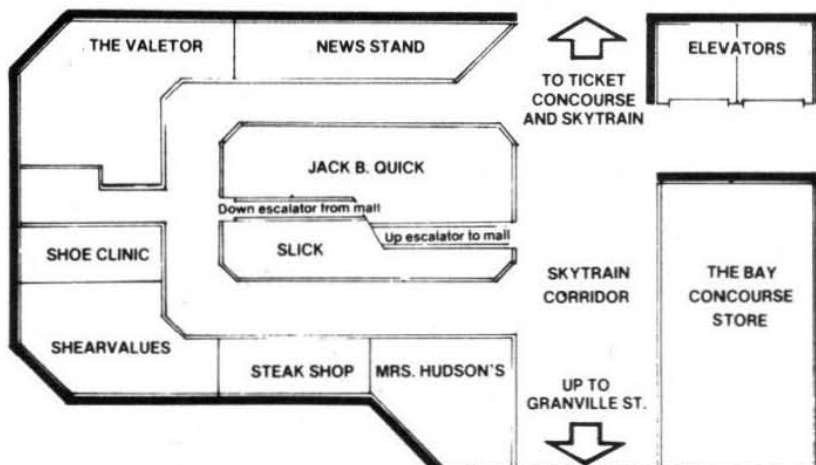 THE VALETOR
NEWS STAND
ELEVATORS
TO TICKET
CONCOURSE
AND SKYTRAIN
JACK B. QUICK
Down escalator from mall
Up escalator to mall
SHOE CLINIC
SLICK
SKYTRAIN
CORRIDOR
THE BAY
CONCOURSE
STORE
SHEARVALUES
STEAK SHOP
MRS. HUDSON'S
UP TO
GRANVILLE ST.